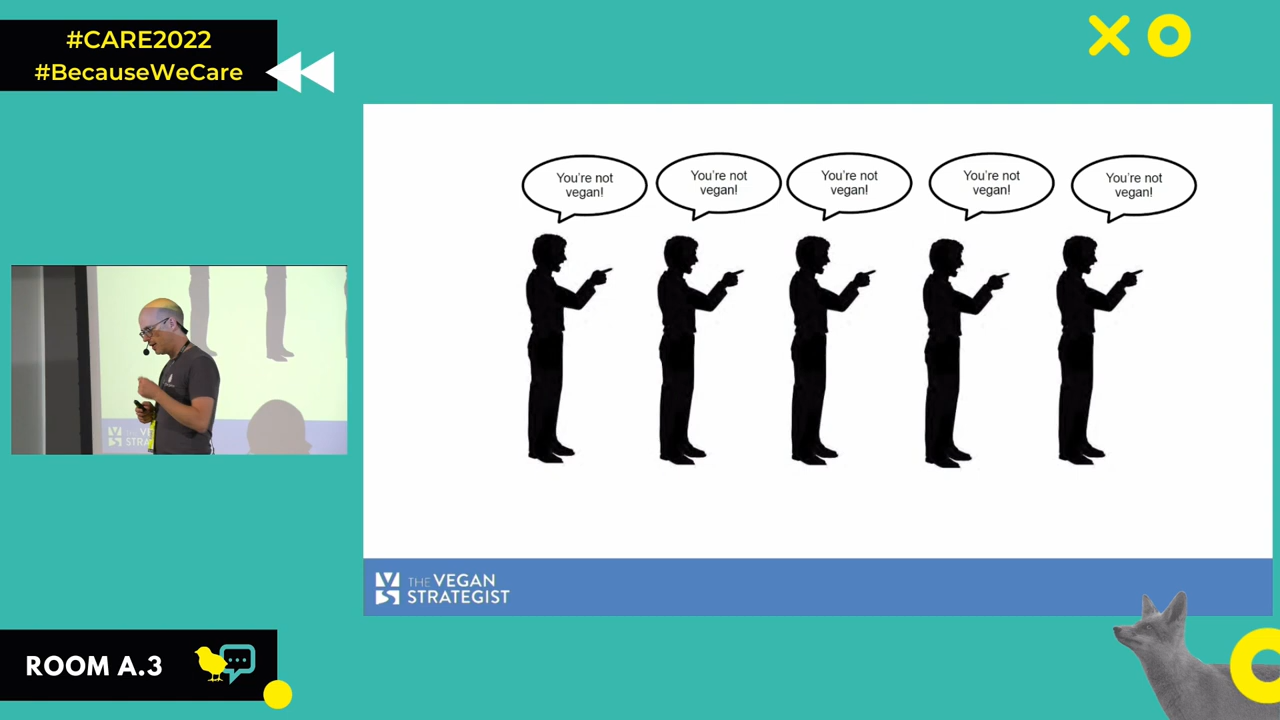 #CARE2022
#BecauseWeCare
You're not
vegan!
You're not
vegan!
You're not
vegan!
You're not
vegan!
You're not
vegan!
THE VEGAN
STRATEGIST
ROOM A.3